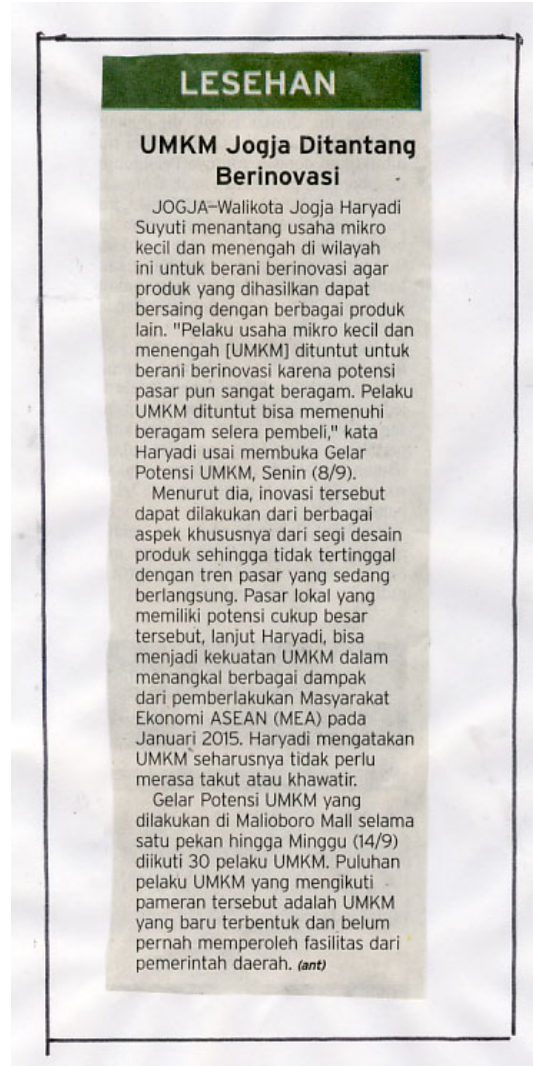 LESEHAN
UMKM Jogja Ditantang
Berinovasi
JOGJA—Walikota Jogja Haryadi
Suyuti menantang usaha mikro
kecil dan menengah di wilayah
ini untuk berani berinovasi agar
produk yang dihasilkan dapat
bersaing dengan berbagai produk
lain. "Pelaku usaha mikro kecil dan
menengah [UMKM] dituntut untuk
berani berinovasi karena potensi
pasar pun sangat beragam. Pelaku
UMKM dituntut bisa memenuhi
beragam selera pembeli," kata
Haryadi usai membuka Gelar
Potensi UMKM, Senin (8/9).
Menurut dia, inovasi tersebut
dapat dilakukan dari berbagai
aspek khususnya dari segi desain
produk sehingga tidak tertinggal
dengan tren pasar yang sedang
berlangsung. Pasar lokal yang
memiliki potensi cukup besar
tersebut, lanjut Haryadi, bisa
menjadi kekuatan UMKM dalam
menangkal berbagai dampak
dari pemberlakukan Masyarakat
Ekonomi ASEAN (MEA) pada
Januari 2015. Haryadi mengatakan
UMKM seharusnya tidak perlu
merasa takut atau khawatir.
Gelar Potensi UMKM yang
dilakukan di Malioboro Mall selama
satu pekan hingga Minggu (14/9)
diikuti 30 pelaku UMKM. Puluhan
pelaku UMKM yang mengikuti
pameran tersebut adalah UMKM
yang baru terbentuk dan belum
pernah memperoleh fasilitas dari
pemerintah daerah. (ant)